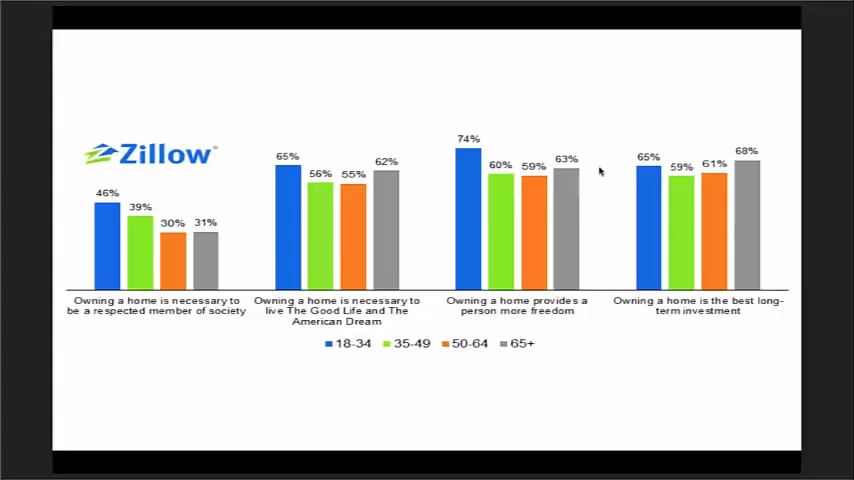 Zillow®
46%
39%
30%
31%
65%
56%
55%
62%
74%
60%
59%
63%
65%
59%
61%
68%
Owning a home is necessary to
be a respected member of society
Owning a home is necessary to
live The Good Life and The
American Dream
Owning a home provides a
person more freedom
Owning a home is the best long-
term investment
18-34 35-49 50-64 65+